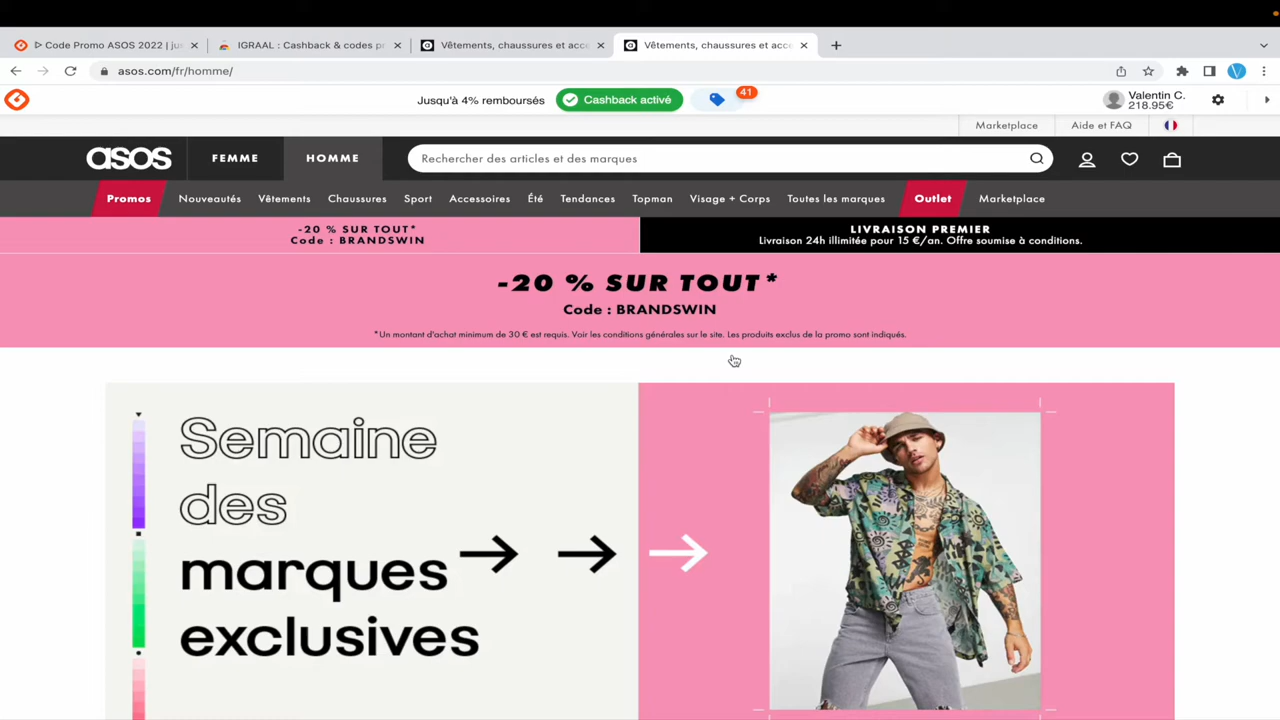 ▷ Code Promo ASOS 2022 | jus
IGRAAL : Cashback & codes pr
Vêtements, chaussures et acce
Vêtements, chaussures et acce
asos.com/fr/homme/
V
Jusqu'à 4% remboursés
Cashback activé
41
Valentin C.
218.95€
Marketplace
Aide et FAQ
asos
FEMME
HOMME
Rechercher des articles et des marques
Promos
Nouveautés
Vêtements
Chaussures
Sport
Accessoires
Été
Tendances
Topman
Visage + Corps
Toutes les marques
Outlet
Marketplace
-20 % SUR TOUT*
Code : BRANDSWIN
LIVRAISON PREMIER
Livraison 24h illimitée pour 15 €/an. Offre soumise à conditions.
-20 % SUR TOUT*
Code : BRANDSWIN
*Un montant d'achat minimum de 30 € est requis. Voir les conditions générales sur le site. Les produits exclus de la promo sont indiqués.
Semaine
des
marques
exclusives